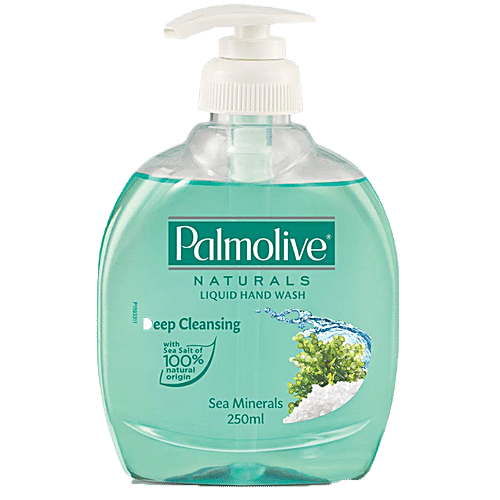 Palmolive®
NATURALS
LIQUID HAND WASH
Deep Cleansing
with
Sea Salt of
100%
natural
origin
Sea Minerals
250ml